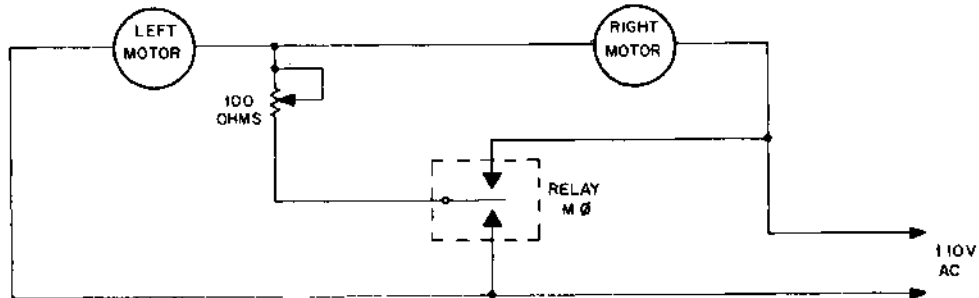 LEFT
MOTOR
RIGHT
MOTOR
100
OHMS
RELAY
M Ø
110V
AC